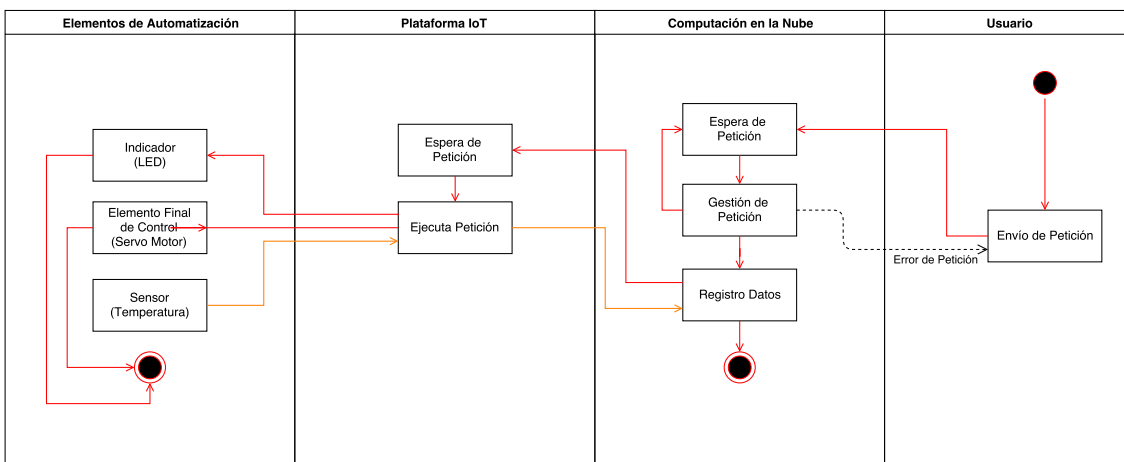 Elementos de Automatización
Plataforma IoT
Computación en la Nube
Usuario
Indicador
(LED)
Elemento Final
de Control
(Servo Motor)
Sensor
(Temperatura)
Espera de
Petición
Ejecuta Petición
Espera de
Petición
Gestión de
Petición
Registro Datos
Envío de Petición
Error de Petición